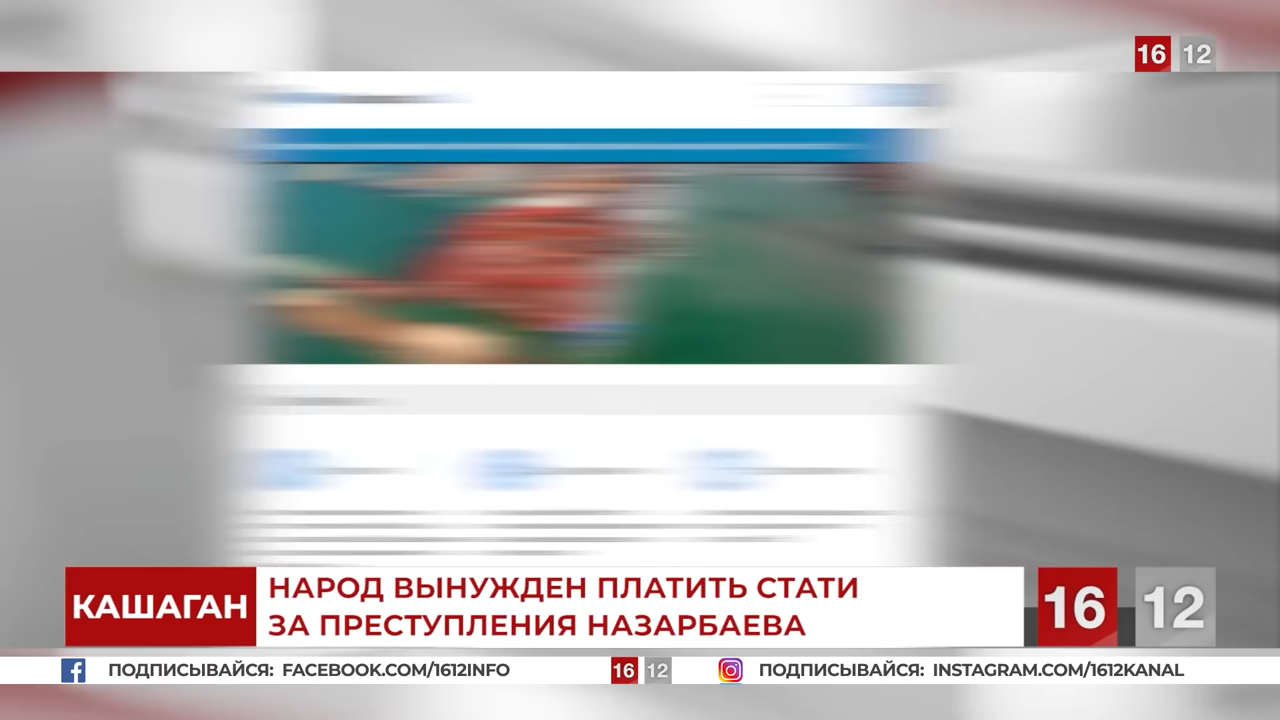 16 12
КАШАГАН
НАРОД ВЫНУЖДЕН ПЛАТИТЬ СТАТИ
ЗА ПРЕСТУПЛЕНИЯ НАЗАРБАЕВА
16 12
ПОДПИСЫВАЙСЯ: FACEBOOK.COM/1612INFO
16 12
ПОДПИСЫВАЙСЯ: INSTAGRAM.COM/1612KANAL